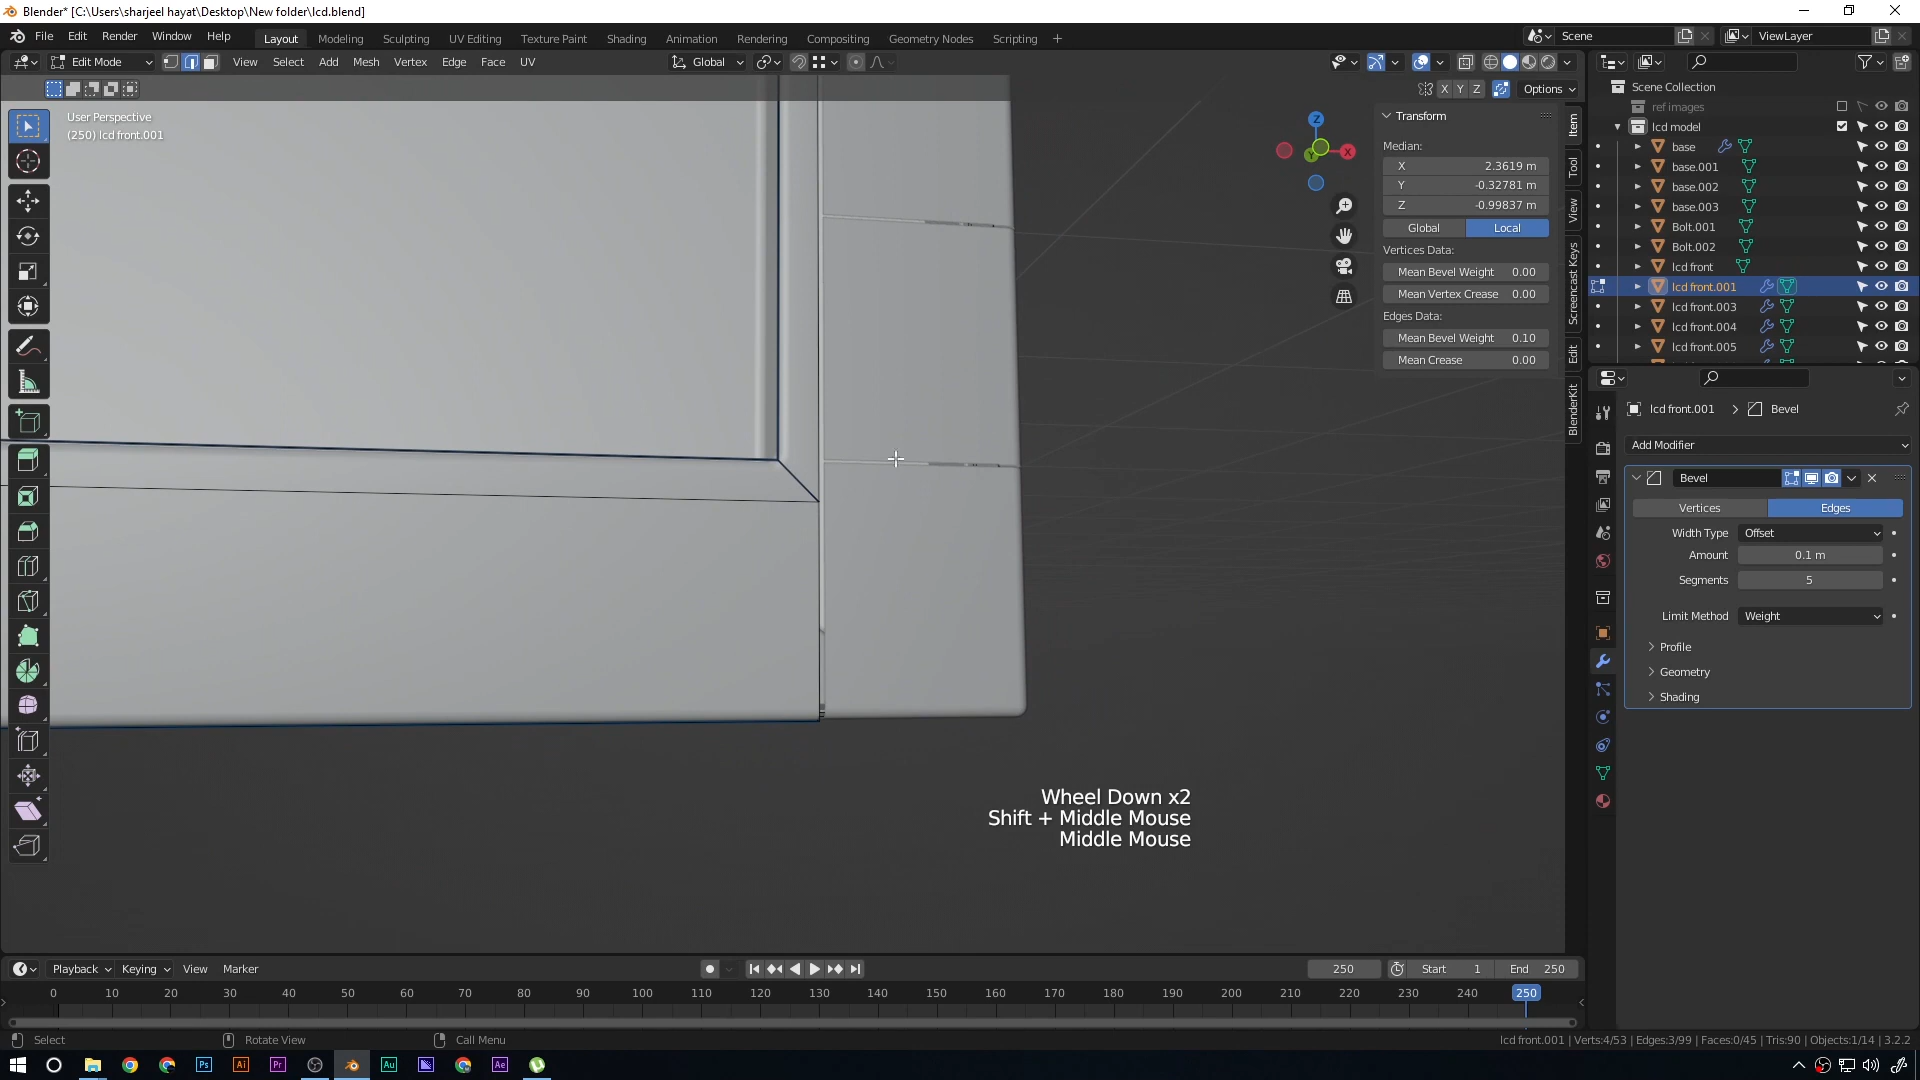 Blender* [C:\Users\sharjeel hayat\Desktop\New folder\lcd.blend]
File Edit Render Window Help
Layout Modeling Sculpting UV Editing Texture Paint Shading Animation Rendering Compositing Geometry Nodes Scripting +
Scene
ViewLayer
Edit Mode View Select Add Mesh Vertex Edge Face UV
Global
X Y Z
Options
User Perspective
(250) lcd front.001
Z
X
Y
Transform
Median:
X 2.3619 m
Y -0.32781 m
Z -0.99837 m
Global Local
Vertices Data:
Mean Bevel Weight 0.00
Mean Vertex Crease 0.00
Edges Data:
Mean Bevel Weight 0.10
Mean Crease 0.00
Item
Tool
View
Screencast Keys
Edit
BlenderKit
Scene Collection
ref images
lcd model
base
base.001
base.002
base.003
Bolt.001
Bolt.002
lcd front
lcd front.001
lcd front.003
lcd front.004
lcd front.005
lcd front.001 > Bevel
Add Modifier
Bevel
Vertices Edges
Width Type Offset
Amount 0.1 m
Segments 5
Limit Method Weight
Profile
Geometry
Shading
Wheel Down x2
Shift + Middle Mouse
Middle Mouse
Playback Keying View Marker
250 Start 1 End 250
0 10 20 30 40 50 60 70 80 90 100 110 120 130 140 150 160 170 180 190 200 210 220 230 240 250
Select Rotate View Call Menu
lcd front.001 | Verts:4/53 | Edges:3/99 | Faces:0/45 | Tris:90 | Objects:1/14 | 3.2.2
Ps Ai Pr Au Ae